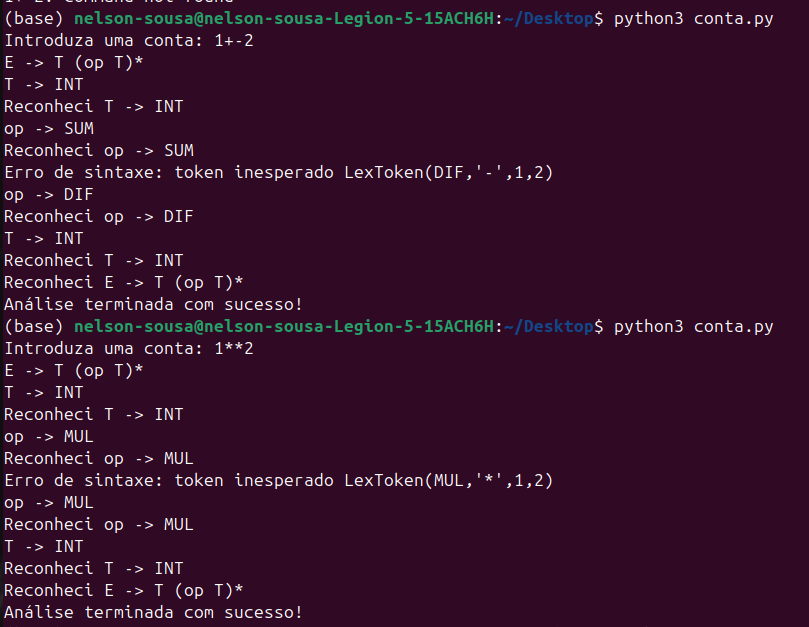 (base) nelson-sousa@nelson-sousa-Legion-5-15ACH6H:~/Desktop$ python3 conta.py
Introduza uma conta: 1+-2
E -> T (op T)*
T -> INT
Reconheci T -> INT
op -> SUM
Reconheci op -> SUM
Erro de sintaxe: token inesperado LexToken(DIF,'-',1,2)
op -> DIF
Reconheci op -> DIF
T -> INT
Reconheci T -> INT
Reconheci E -> T (op T)*
Análise terminada com sucesso!
(base) nelson-sousa@nelson-sousa-Legion-5-15ACH6H:~/Desktop$ python3 conta.py
Introduza uma conta: 1**2
E -> T (op T)*
T -> INT
Reconheci T -> INT
op -> MUL
Reconheci op -> MUL
Erro de sintaxe: token inesperado LexToken(MUL,'*',1,2)
op -> MUL
Reconheci op -> MUL
T -> INT
Reconheci T -> INT
Reconheci E -> T (op T)*
Análise terminada com sucesso!